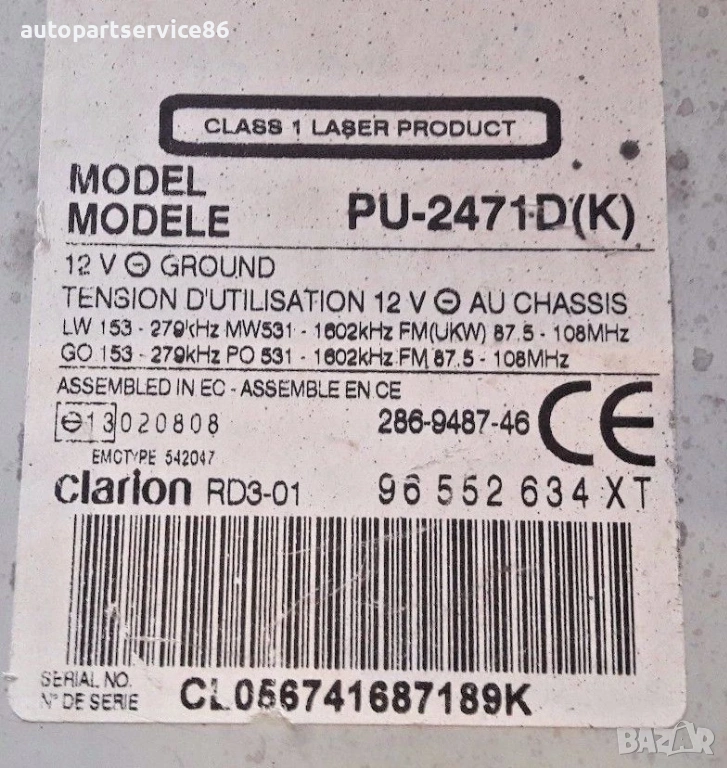 autopartservice86
CLASS 1 LASER PRODUCT
MODEL
MODELE
PU-2471D(K)
12 V ⊖ GROUND
TENSION D'UTILISATION 12 V ⊖ AU CHASSIS
LW 153 - 279kHz MW531 - 1602kHz FM(UKW) 87.5 - 108MHz
GO 153 - 279kHz PO 531 - 1602kHz FM 87.5 - 108MHz
ASSEMBLED IN EC - ASSEMBLE EN CE
e13 020808 286-9487-46 CE
EMCTYPE 542047
clarion RD3-01 96 552 634 XT
SERIAL NO.
N° DE SERIE
CL056741687189K
BAZAR